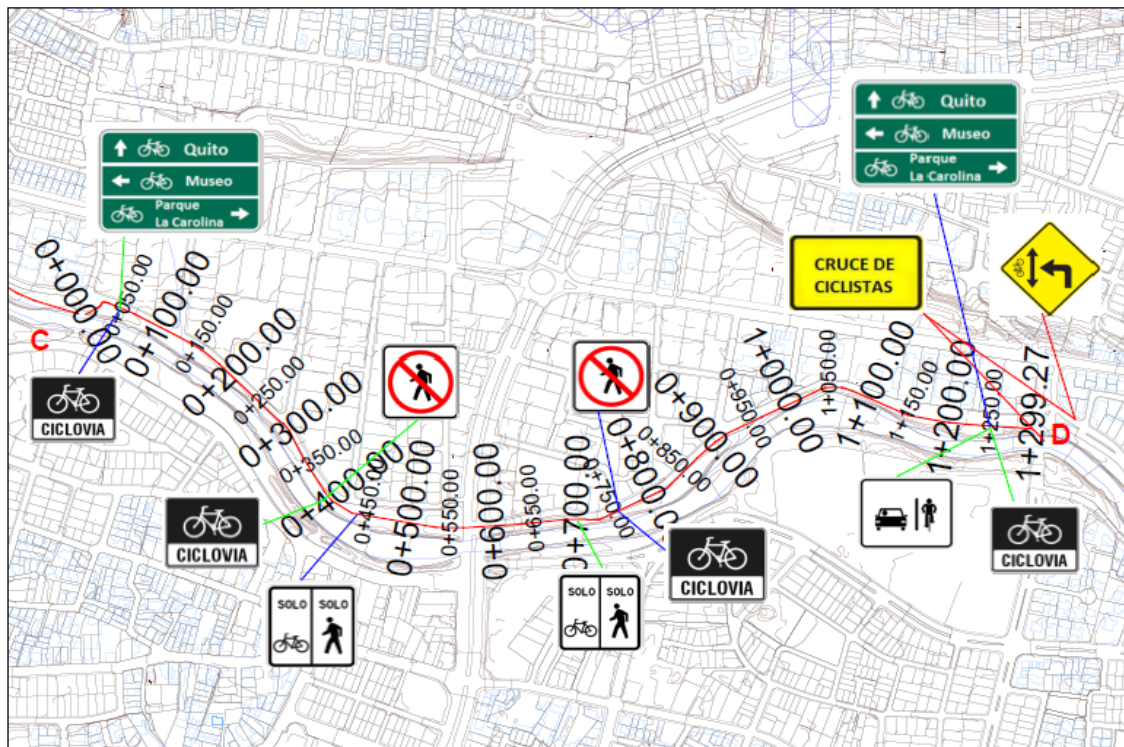 Quito
Museo
Parque
La Carolina
Quito
Museo
Parque
La Carolina
CRUCE DE
CICLISTAS
C
0+000.00
0+050.00
0+100.00
0+150.00
0+200.00
0+250.00
0+300.00
0+350.00
0+400.00
0+450.00
0+500.00
0+550.00
0+600.00
0+650.00
0+700.00
0+750.00
0+800.00
0+850.00
0+900.00
0+950.00
1+000.00
1+050.00
1+100.00
1+150.00
1+200.00
1+250.00
1+299.27
D
CICLOVIA
CICLOVIA
SOLO SOLO
SOLO SOLO
CICLOVIA
CICLOVIA